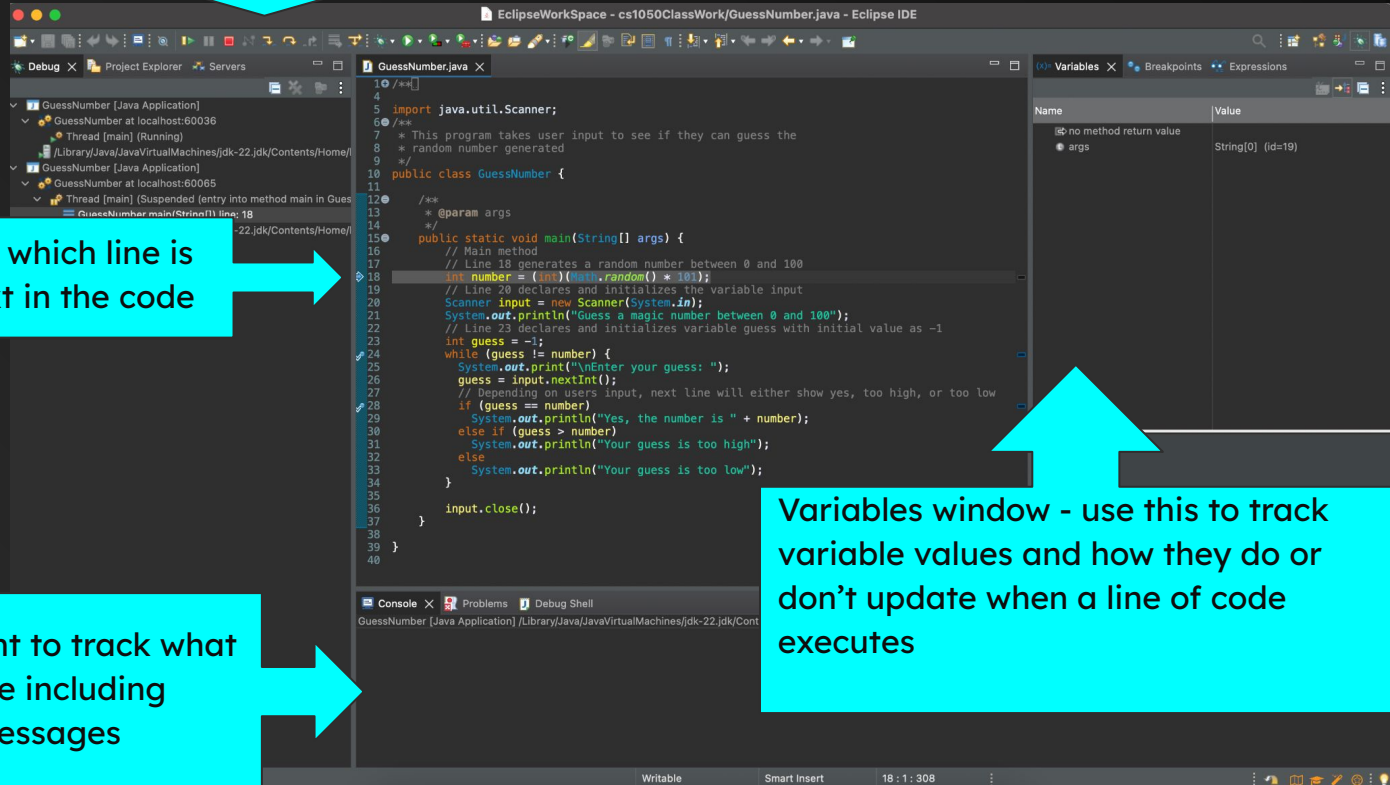 EclipseWorkSpace - cs1050ClassWork/GuessNumber.java - Eclipse IDE
Debug Project Explorer Servers
GuessNumber [Java Application]
GuessNumber at localhost:60036
Thread [main] (Running)
/Library/Java/JavaVirtualMachines/jdk-22.jdk/Contents/Home/
GuessNumber [Java Application]
GuessNumber at localhost:60065
Thread [main] (Suspended (entry into method main in Gues
GuessNumber.main(String[]) line: 18
-22.jdk/Contents/Home/
which line is
t in the code
nt to track what
e including
essages
GuessNumber.java
1 /**
4
5 import java.util.Scanner;
6 /**
7 * This program takes user input to see if they can guess the
8 * random number generated
9 */
10 public class GuessNumber {
11
12 /**
13 * @param args
14 */
15 public static void main(String[] args) {
16 // Main method
17 // Line 18 generates a random number between 0 and 100
18 int number = (int)(Math.random() * 101);
19 // Line 20 declares and initializes the variable input
20 Scanner input = new Scanner(System.in);
21 System.out.println("Guess a magic number between 0 and 100");
22 // Line 23 declares and initializes variable guess with initial value as -1
23 int guess = -1;
24 while (guess != number) {
25 System.out.print("\nEnter your guess: ");
26 guess = input.nextInt();
27 // Depending on users input, next line will either show yes, too high, or too low
28 if (guess == number)
29 System.out.println("Yes, the number is " + number);
30 else if (guess > number)
31 System.out.println("Your guess is too high");
32 else
33 System.out.println("Your guess is too low");
34 }
35
36 input.close();
37 }
38
39 }
40
Console Problems Debug Shell
GuessNumber [Java Application] /Library/Java/JavaVirtualMachines/jdk-22.jdk/Cont
(x)= Variables Breakpoints Expressions
Name Value
no method return value
args String[0] (id=19)
Variables window - use this to track
variable values and how they do or
don't update when a line of code
executes
Writable Smart Insert 18 : 1 : 308